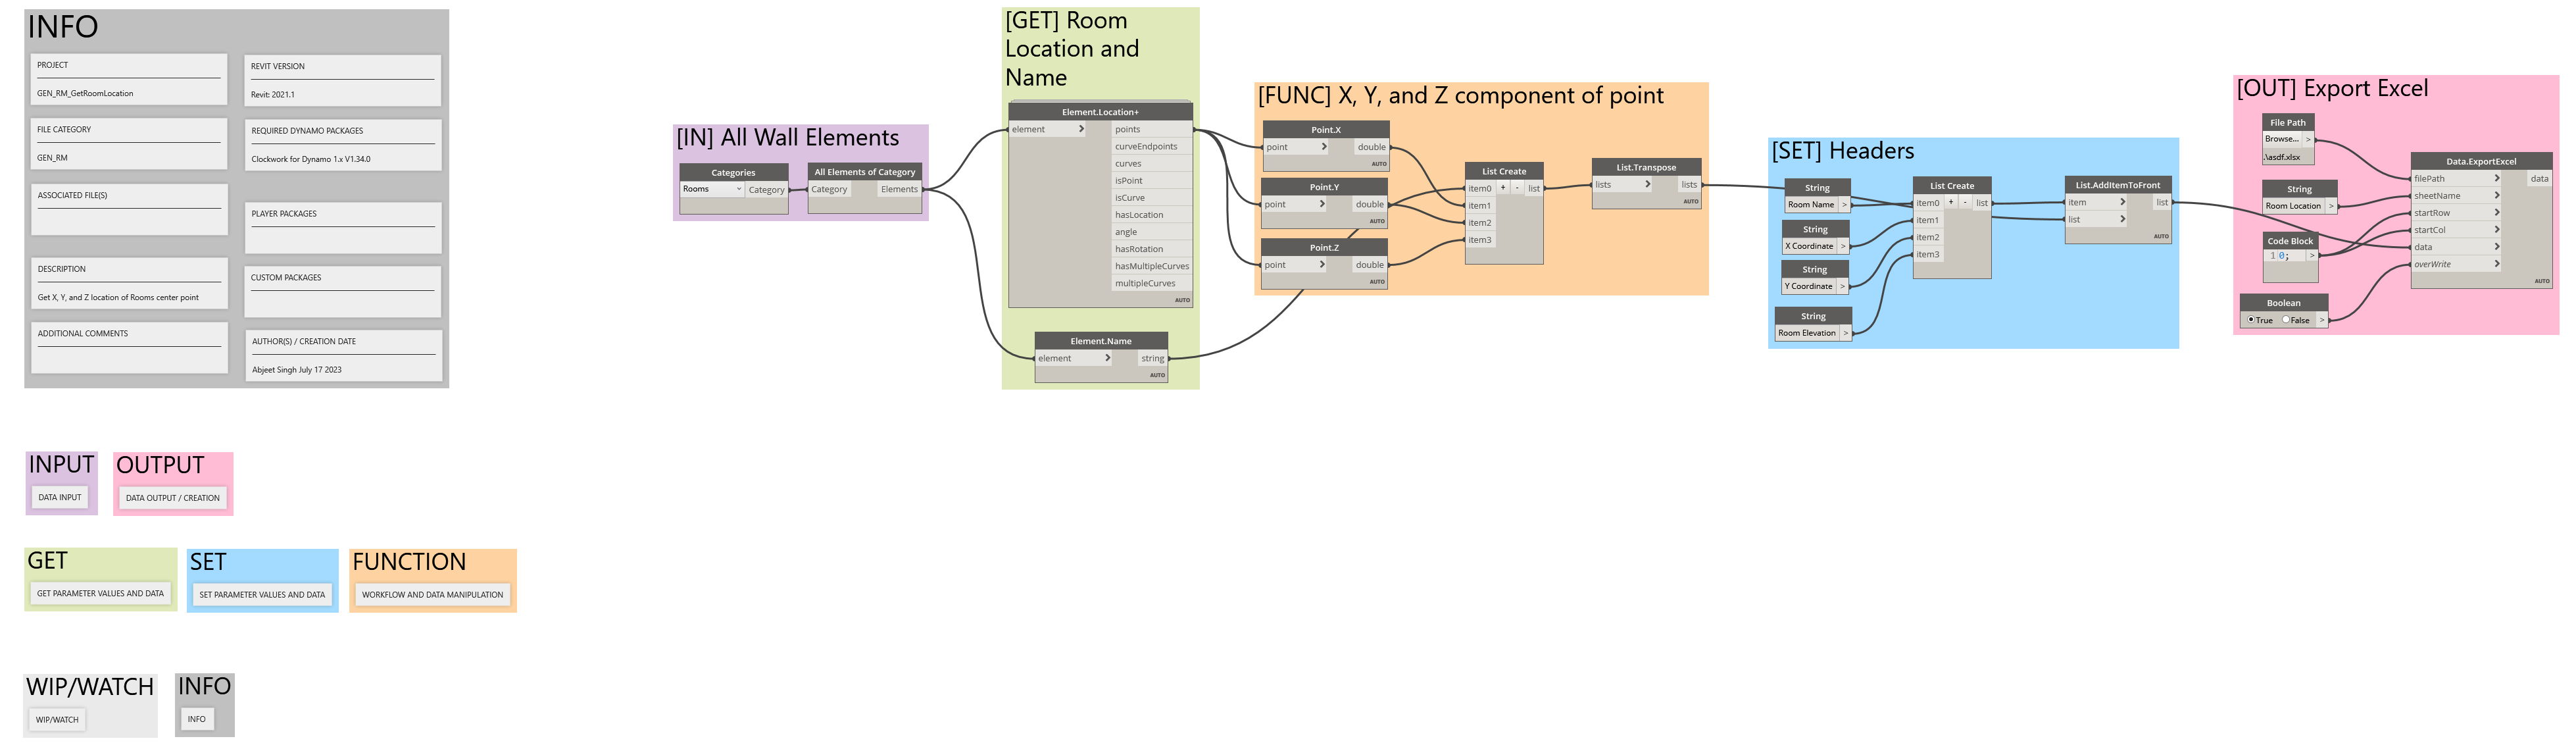 INFO
PROJECT
GEN_RM_GetRoomLocation
REVIT VERSION
Revit: 2021.1
FILE CATEGORY
GEN_RM
REQUIRED DYNAMO PACKAGES
Clockwork for Dynamo 1.x V1.34.0
ASSOCIATED FILE(S)
PLAYER PACKAGES
DESCRIPTION
Get X, Y, and Z location of Rooms center point
CUSTOM PACKAGES
ADDITIONAL COMMENTS
AUTHOR(S) / CREATION DATE
Abjeet Singh July 17 2023
INPUT
DATA INPUT
OUTPUT
DATA OUTPUT / CREATION
GET
GET PARAMETER VALUES AND DATA
SET
SET PARAMETER VALUES AND DATA
FUNCTION
WORKFLOW AND DATA MANIPULATION
WIP/WATCH
WIP/WATCH
INFO
INFO
[IN] All Wall Elements
Categories
Rooms
Category
All Elements of Category
Category
Elements
[GET] Room
Location and
Name
Element.Location+
element >
points
curveEndpoints
curves
isPoint
isCurve
hasLocation
angle
hasRotation
hasMultipleCurves
multipleCurves
AUTO
Element.Name
element >
string
AUTO
[FUNC] X, Y, and Z component of point
Point.X
point >
double
AUTO
Point.Y
point >
double
AUTO
Point.Z
point >
double
AUTO
List Create
item0 + - list
item1
item2
item3
List.Transpose
lists >
lists
AUTO
[SET] Headers
String
Room Name >
String
X Coordinate >
String
Y Coordinate >
String
Room Elevation >
List Create
item0 + - list
item1
item2
item3
List.AddItemToFront
item >
list
list >
AUTO
[OUT] Export Excel
File Path
Browse... >
.\asdf.xlsx
String
Room Location >
Code Block
1 0; >
Boolean
True False >
Data.ExportExcel
filePath >
data
sheetName >
startRow >
startCol >
data >
overWrite >
AUTO